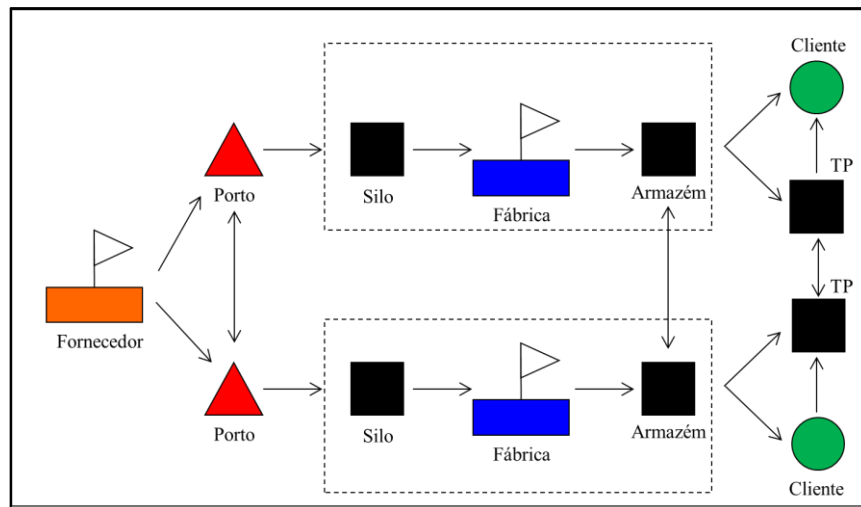 Cliente
TP
Porto
Silo
Fábrica
Armazém
Fornecedor
TP
Porto
Silo
Fábrica
Armazém
Cliente